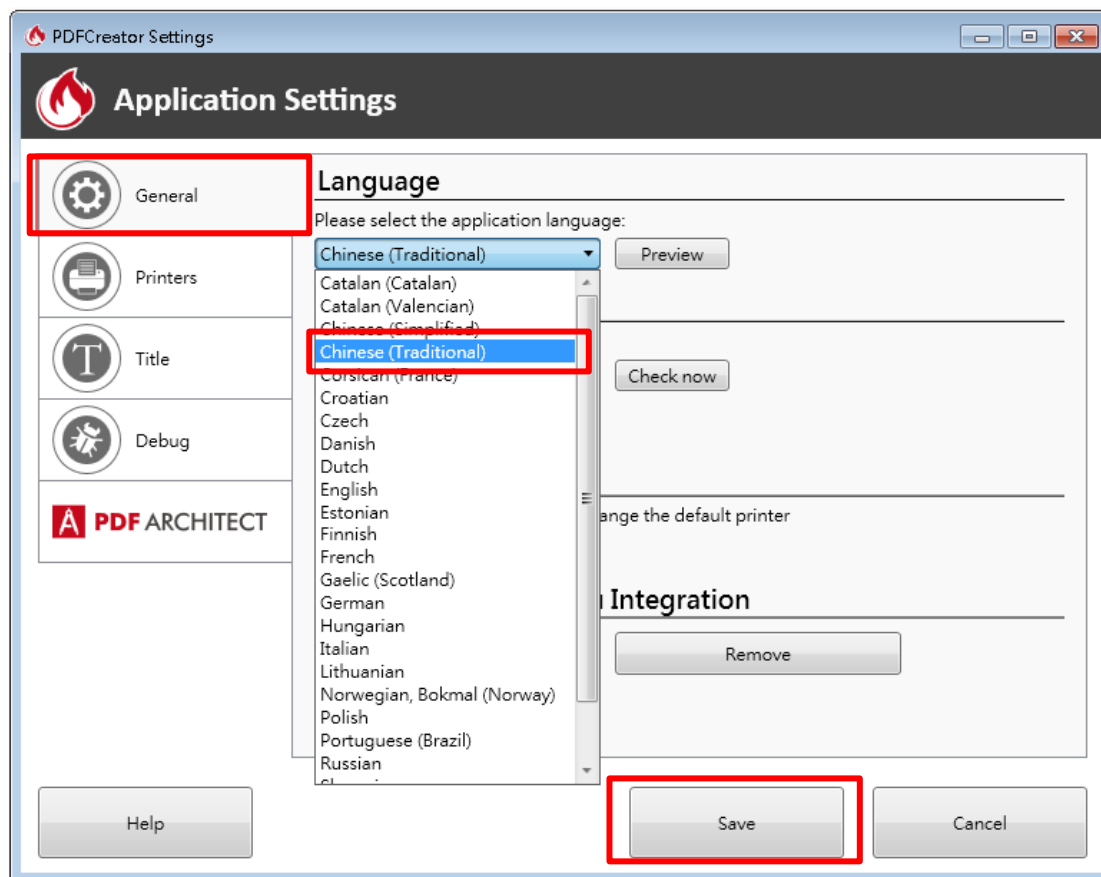 PDFCreator Settings
Application Settings
General
Printers
Title
Debug
PDF ARCHITECT
Language
Please select the application language:
Chinese (Traditional)
Preview
Catalan (Catalan)
Catalan (Valencian)
Chinese (Simplified)
Chinese (Traditional)
Corsican (France)
Croatian
Czech
Danish
Dutch
English
Estonian
Finnish
French
Gaelic (Scotland)
German
Hungarian
Italian
Lithuanian
Norwegian, Bokmal (Norway)
Polish
Portuguese (Brazil)
Russian
Check now
the default printer
Integration
Remove
Help
Save
Cancel